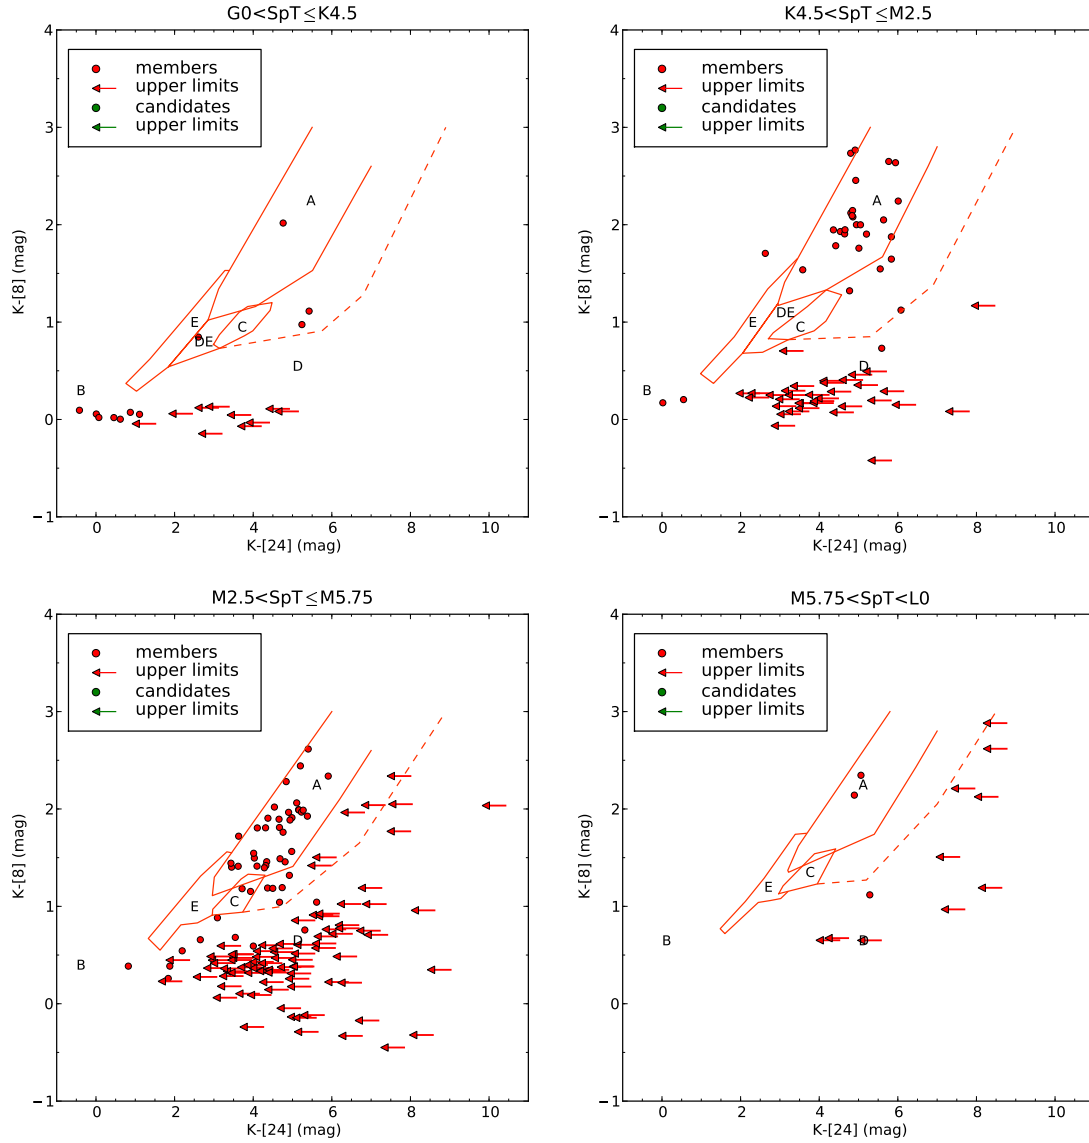 G0<SpT≤K4.5
members
upper limits
candidates
upper limits
A
E
C
DE
D
B
K-[8] (mag)
4
3
2
1
0
−1
0 2 4 6 8 10
K-[24] (mag)
K4.5<SpT≤M2.5
members
upper limits
candidates
upper limits
A
DE
E
C
D
B
K-[8] (mag)
4
3
2
1
0
−1
0 2 4 6 8 10
K-[24] (mag)
M2.5<SpT≤M5.75
members
upper limits
candidates
upper limits
A
E
C
D
B
K-[8] (mag)
4
3
2
1
0
−1
0 2 4 6 8 10
K-[24] (mag)
M5.75<SpT<L0
members
upper limits
candidates
upper limits
A
C
E
D
B
K-[8] (mag)
4
3
2
1
0
−1
0 2 4 6 8 10
K-[24] (mag)